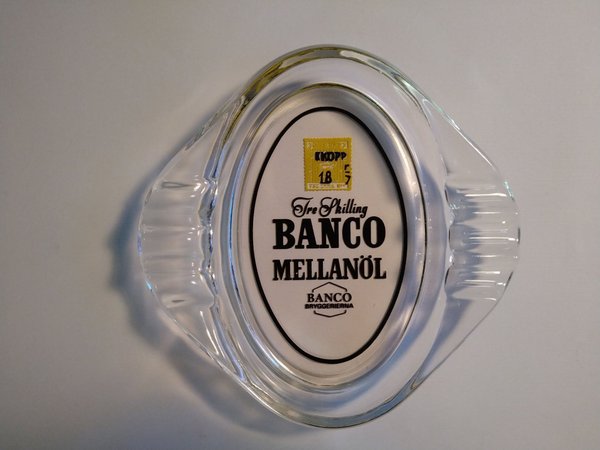 EKOPP
18
Tre Skilling
BANCO
MELLANÖL
BANCO
BRYGGERIERNA